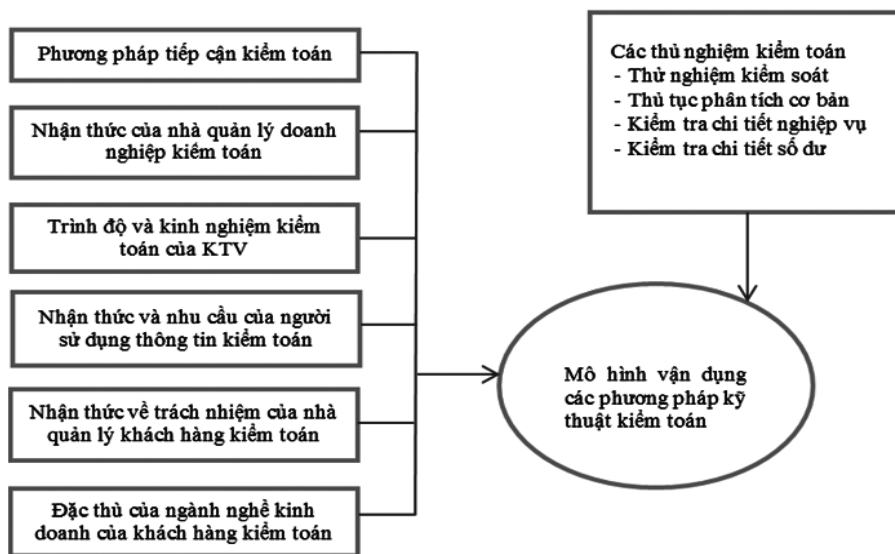 Phương pháp tiếp cận kiểm toán
Nhận thức của nhà quản lý doanh
nghiệp kiểm toán
Trình độ và kinh nghiệm kiểm
toán của KTV
Nhận thức và nhu cầu của người
sử dụng thông tin kiểm toán
Nhận thức về trách nhiệm của nhà
quản lý khách hàng kiểm toán
Đặc thù của ngành nghề kinh
doanh của khách hàng kiểm toán
Các thủ nghiệm kiểm toán
- Thử nghiệm kiểm soát
- Thủ tục phân tích cơ bản
- Kiểm tra chi tiết nghiệp vụ
- Kiểm tra chi tiết số dư
Mô hình vận dụng
các phương pháp kỹ
thuật kiểm toán